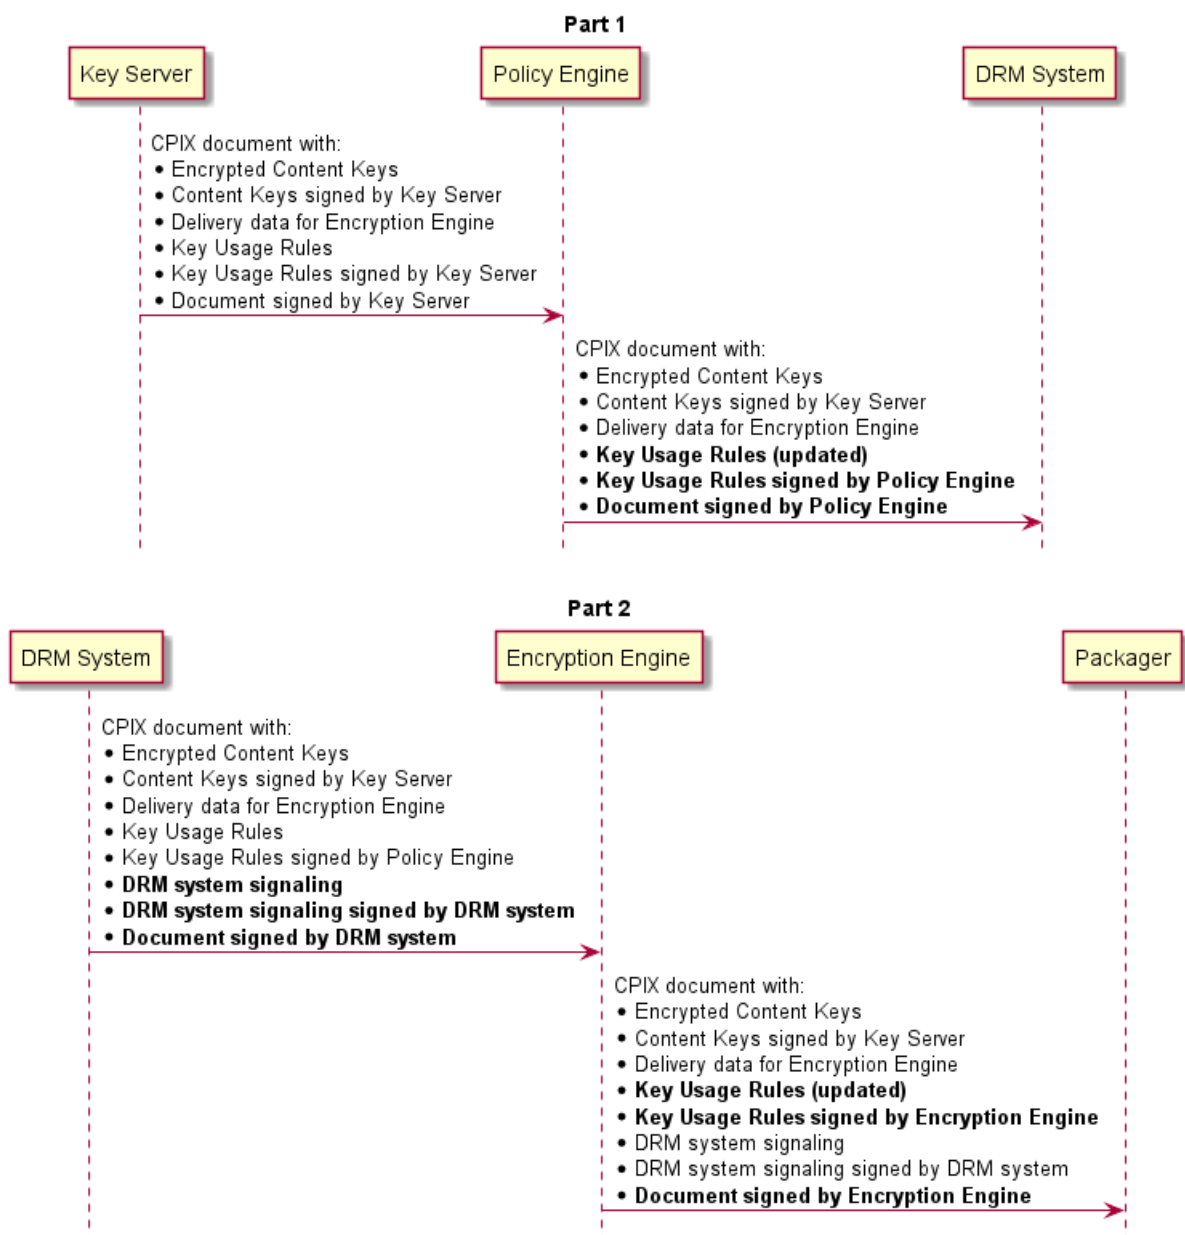 Part 1
Key Server
Policy Engine
DRM System
CPIX document with:
• Encrypted Content Keys
• Content Keys signed by Key Server
• Delivery data for Encryption Engine
• Key Usage Rules
• Key Usage Rules signed by Key Server
• Document signed by Key Server
CPIX document with:
• Encrypted Content Keys
• Content Keys signed by Key Server
• Delivery data for Encryption Engine
• Key Usage Rules (updated)
• Key Usage Rules signed by Policy Engine
• Document signed by Policy Engine
Part 2
DRM System
Encryption Engine
Packager
CPIX document with:
• Encrypted Content Keys
• Content Keys signed by Key Server
• Delivery data for Encryption Engine
• Key Usage Rules
• Key Usage Rules signed by Policy Engine
• DRM system signaling
• DRM system signaling signed by DRM system
• Document signed by DRM system
CPIX document with:
• Encrypted Content Keys
• Content Keys signed by Key Server
• Delivery data for Encryption Engine
• Key Usage Rules (updated)
• Key Usage Rules signed by Encryption Engine
• DRM system signaling
• DRM system signaling signed by DRM system
• Document signed by Encryption Engine